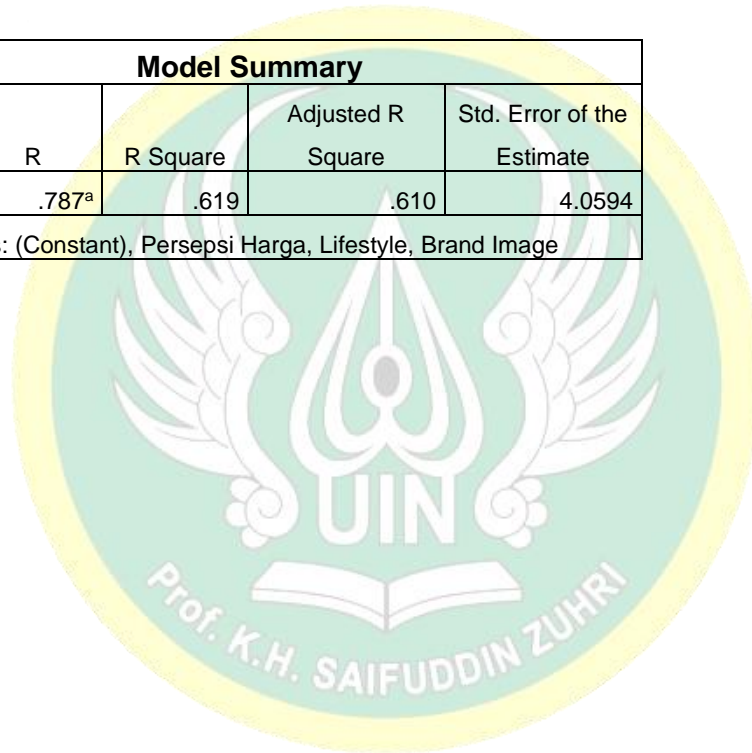 Model Summary
R R Square Adjusted R Square Std. Error of the Estimate
.787a .619 .610 4.0594
: (Constant), Persepsi Harga, Lifestyle, Brand Image
UIN
Prof. K.H. SAIFUDDIN ZUHRI